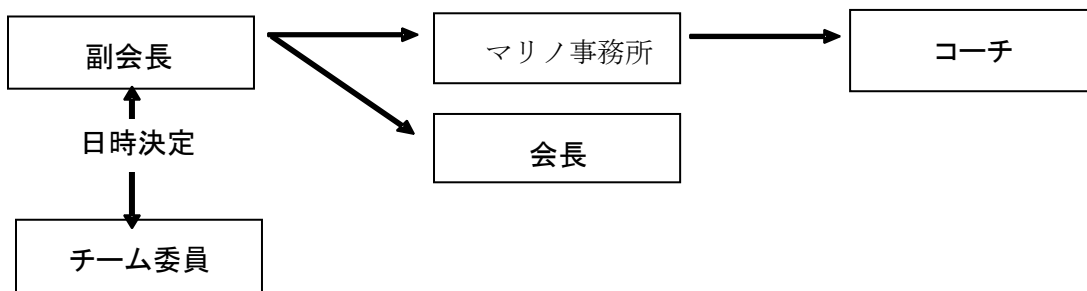 副会長
マリノ事務所
コーチ
日時決定
会長
チーム委員